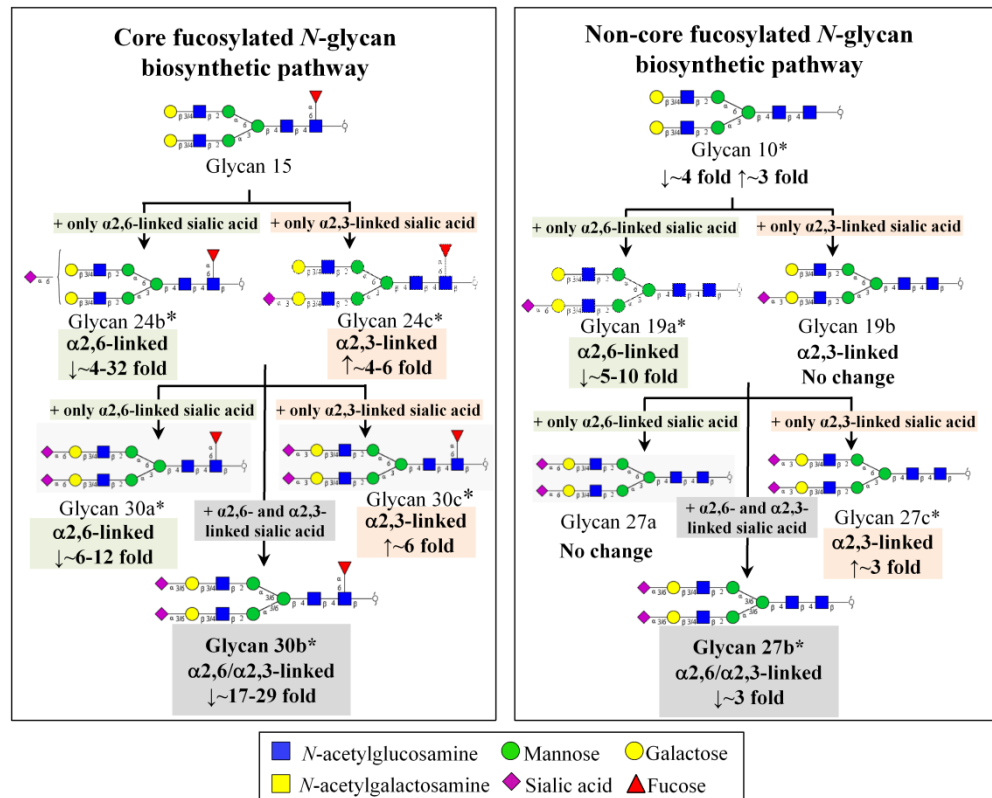 Core fucosylated N-glycan
biosynthetic pathway
Glycan 15
+ only α2,6-linked sialic acid
+ only α2,3-linked sialic acid
Glycan 24b*
α2,6-linked
↓~4-32 fold
Glycan 24c*
α2,3-linked
↑~4-6 fold
+ only α2,6-linked sialic acid
+ only α2,3-linked sialic acid
Glycan 30a*
α2,6-linked
↓~6-12 fold
Glycan 30c*
α2,3-linked
↑~6 fold
+ α2,6- and α2,3-
linked sialic acid
Glycan 30b*
α2,6/α2,3-linked
↓~17-29 fold
Non-core fucosylated N-glycan
biosynthetic pathway
Glycan 10*
↓~4 fold ↑~3 fold
+ only α2,6-linked sialic acid
+ only α2,3-linked sialic acid
Glycan 19a*
α2,6-linked
↓~5-10 fold
Glycan 19b
α2,3-linked
No change
+ only α2,6-linked sialic acid
+ only α2,3-linked sialic acid
Glycan 27a
No change
+ α2,6- and α2,3-
linked sialic acid
Glycan 27c*
α2,3-linked
↑~3 fold
Glycan 27b*
α2,6/α2,3-linked
↓~3 fold
N-acetylglucosamine Mannose Galactose
N-acetylgalactosamine Sialic acid Fucose